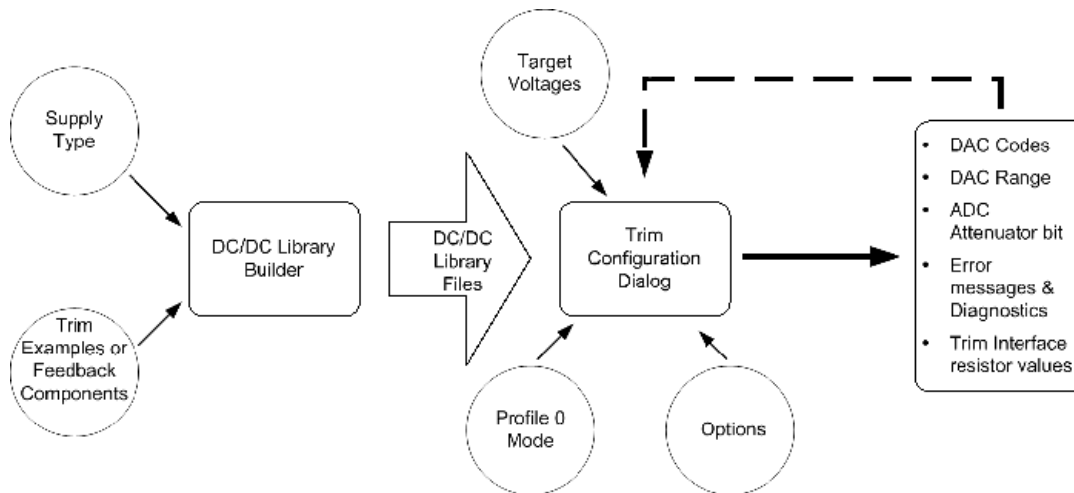 Supply
Type
Trim
Examples or
Feedback
Components
DC/DC Library
Builder
DC/DC
Library
Files
Target
Voltages
Trim
Configuration
Dialog
Profile 0
Mode
Options
• DAC Codes
• DAC Range
• ADC
Attenuator bit
• Error
messages &
Diagnostics
• Trim Interface
resistor values